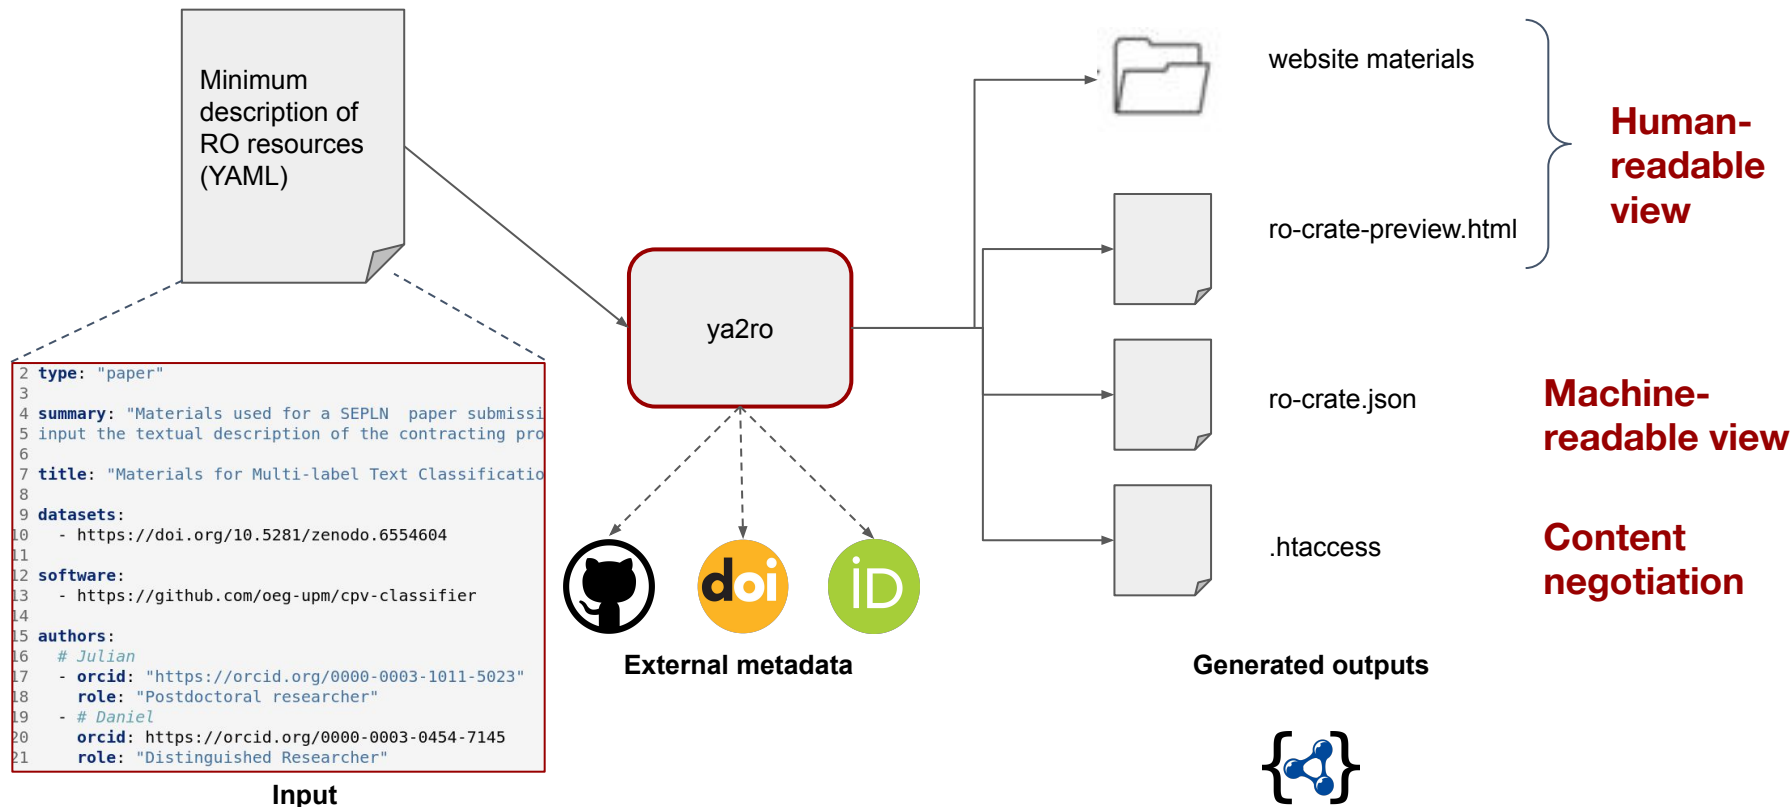 Minimum
description of
RO resources
(YAML)
2 type: "paper"
3
4 summary: "Materials used for a SEPLN  paper submissi
5 input the textual description of the contracting pro
6
7 title: "Materials for Multi-label Text Classificatio
8
9 datasets:
10   - https://doi.org/10.5281/zenodo.6554604
11
12 software:
13   - https://github.com/oeg-upm/cpv-classifier
14
15 authors:
16   # Julian
17   - orcid: "https://orcid.org/0000-0003-1011-5023"
18     role: "Postdoctoral researcher"
19   - # Daniel
20     orcid: https://orcid.org/0000-0003-0454-7145
21     role: "Distinguished Researcher"
Input
ya2ro
doi
iD
External metadata
website materials
ro-crate-preview.html
ro-crate.json
.htaccess
Generated outputs
Human-
readable
view
Machine-
readable view
Content
negotiation